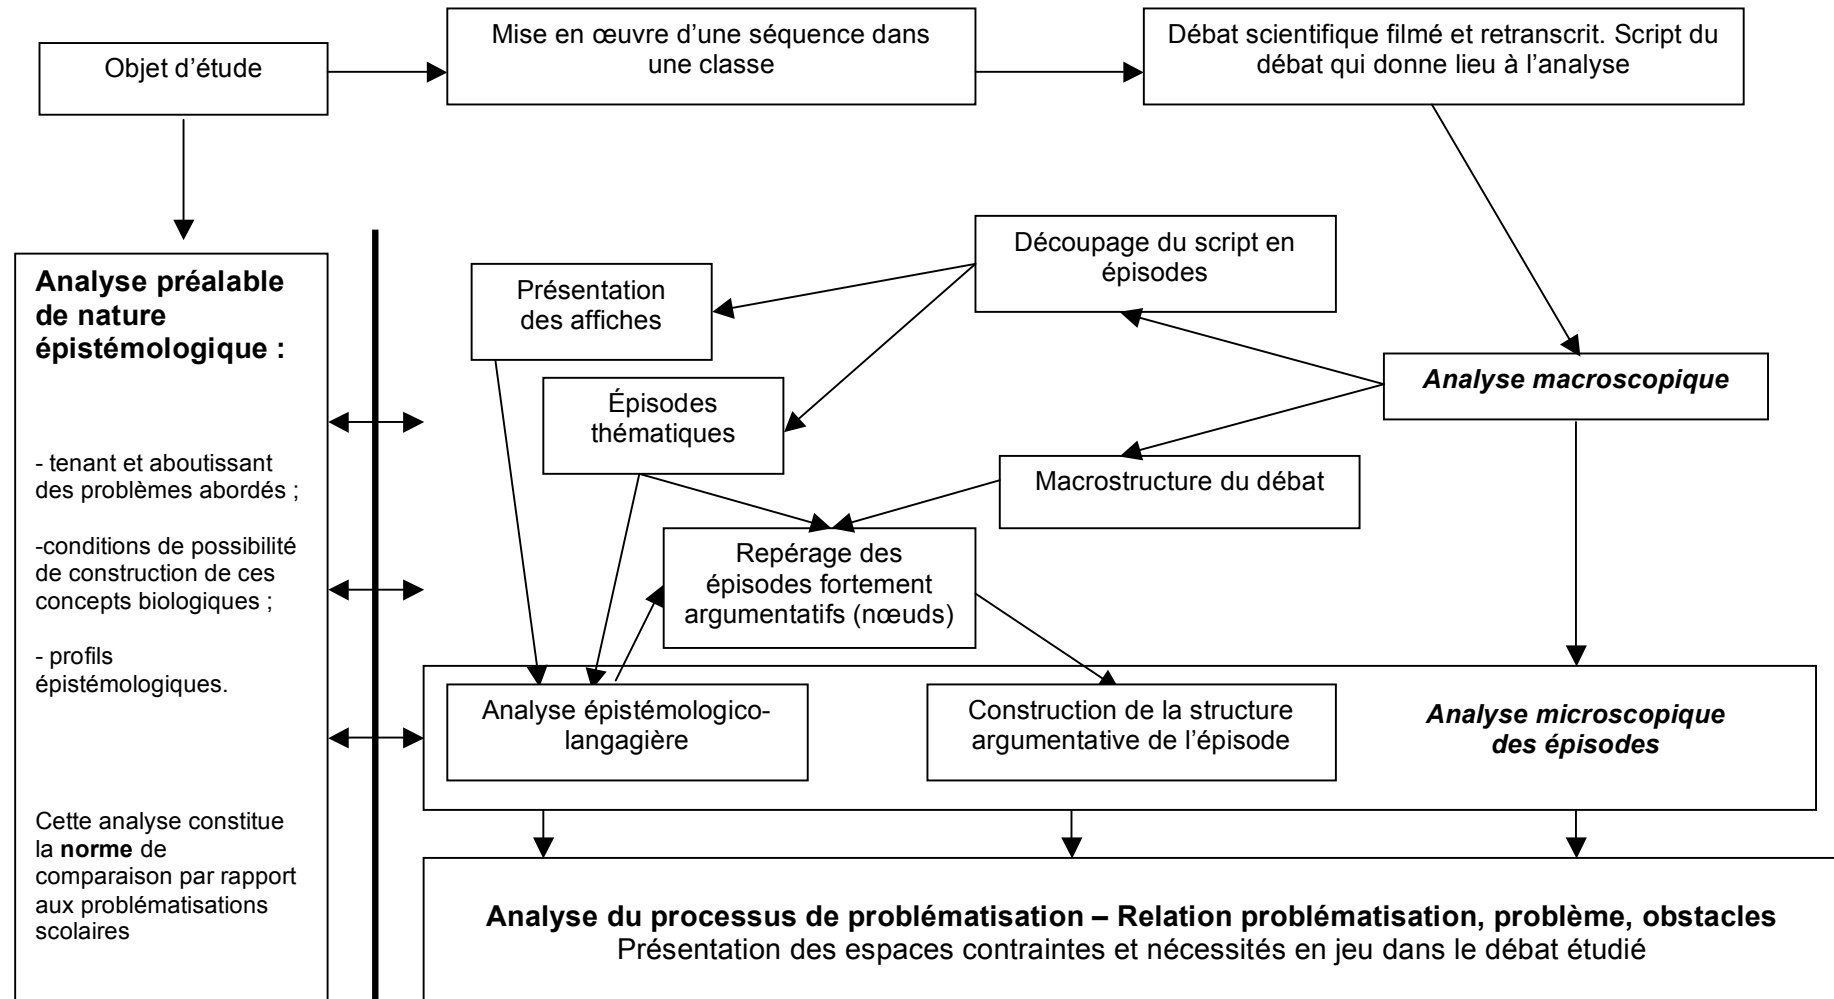 Objet d’étude
Mise en œuvre d’une séquence dans
une classe
Débat scientifique filmé et retranscrit. Script du
débat qui donne lieu à l’analyse
Analyse préalable
de nature
épistémologique :
- tenant et aboutissant
des problèmes abordés ;
-conditions de possibilité
de construction de ces
concepts biologiques ;
- profils
épistémologiques.
Cette analyse constitue
la norme de
comparaison par rapport
aux problématisations
scolaires
Découpage du script en
épisodes
Présentation
des affiches
Analyse macroscopique
Épisodes
thématiques
Macrostructure du débat
Repérage des
épisodes fortement
argumentatifs (nœuds)
Analyse épistémologico-
langagière
Construction de la structure
argumentative de l’épisode
Analyse microscopique
des épisodes
Analyse du processus de problématisation – Relation problématisation, problème, obstacles
Présentation des espaces contraintes et nécessités en jeu dans le débat étudié